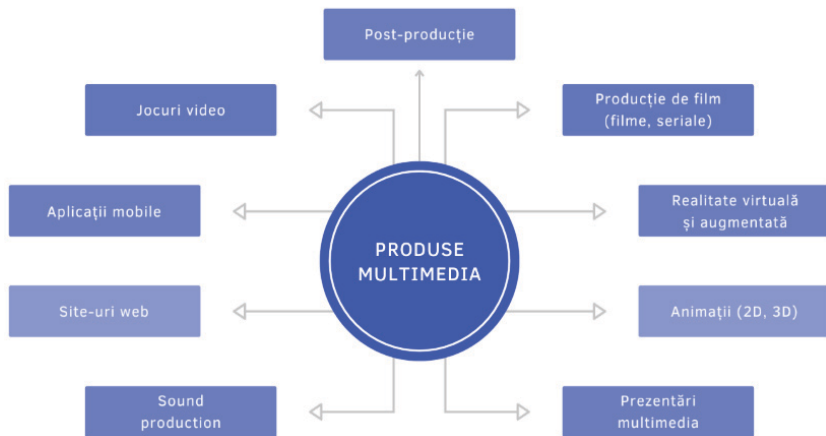 Post-producție
Jocuri video
Producție de film
(filme, seriale)
Aplicații mobile
Realitate virtuală
și augmentată
PRODUSE
MULTIMEDIA
Site-uri web
Animații (2D, 3D)
Sound
production
Prezentări
multimedia